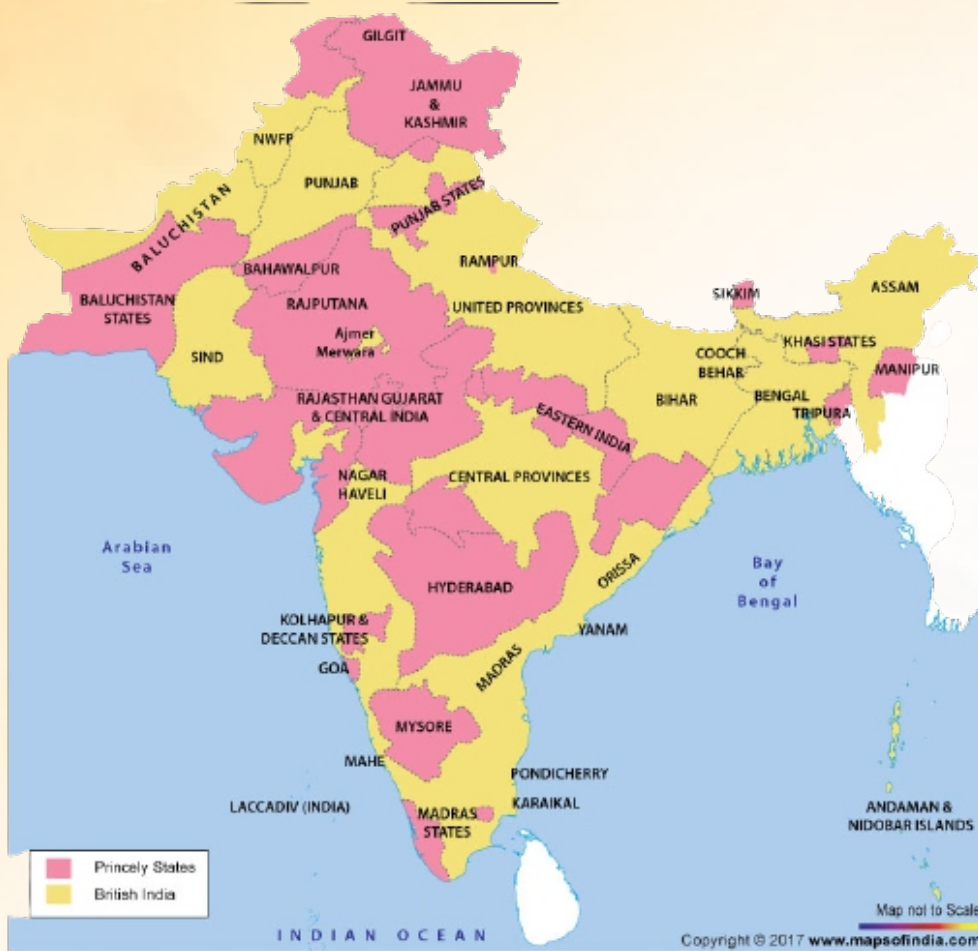 GILGIT
JAMMU
&
KASHMIR
NWFP
PUNJAB
BALUCHISTAN
PUNJAB STATES
BAHAWALPUR
RAMPUR
BALUCHISTAN
STATES
RAJPUTANA
UNITED PROVINCES
SIKKIM
ASSAM
Ajmer
Merwara
SIND
KHASI STATES
COOCH
BEHAR
MANIPUR
RAJASTHAN GUJARAT
& CENTRAL INDIA
EASTERN INDIA
BIHAR
BENGAL
TRIPURA
NAGAR
HAVELI
CENTRAL PROVINCES
Arabian
Sea
HYDERABAD
ORISSA
Bay
of
Bengal
KOLHAPUR &
DECCAN STATES
YANAM
GOA
MADRAS
MYSORE
MAHE
PONDICHERRY
LACCADIV (INDIA)
MADRAS
STATES
KARAIKAL
ANDAMAN &
NIDOBAR ISLANDS
Princely States
British India
INDIAN OCEAN
Map not to Scale
Copyright © 2017 www.mapsofindia.com